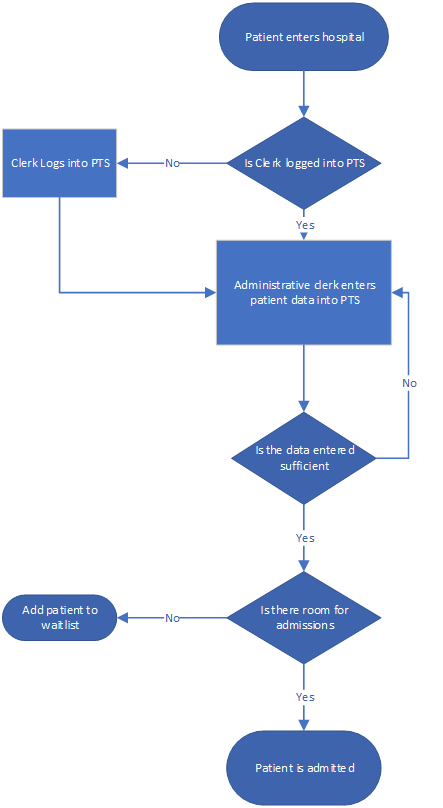 Patient enters hospital
Is Clerk logged into PTS
No
Clerk Logs into PTS
Yes
Administrative clerk enters
patient data into PTS
No
Is the data entered
sufficient
Yes
Is there room for
admissions
No
Add patient to
waitlist
Yes
Patient is admitted